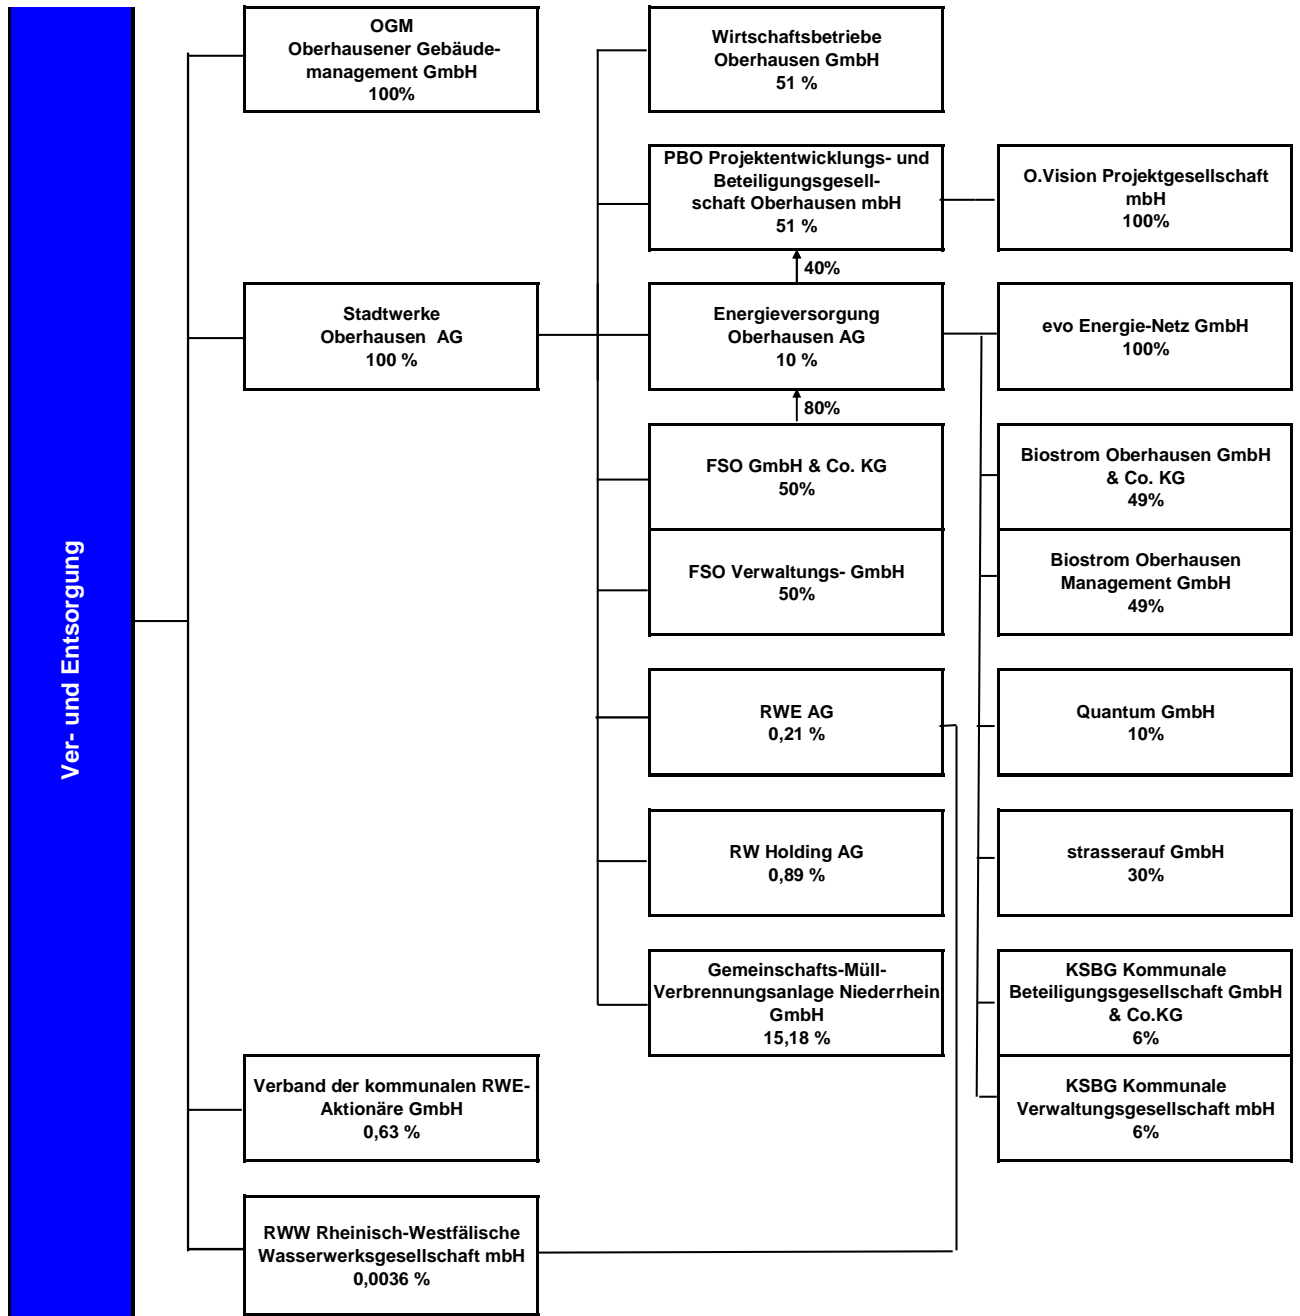 Ver- und Entsorgung
OGM
Oberhausener Gebäude-
management GmbH
100%
Stadtwerke
Oberhausen AG
100 %
Verband der kommunalen RWE-
Aktionäre GmbH
0,63 %
RWW Rheinisch-Westfälische
Wasserwerksgesellschaft mbH
0,0036 %
Wirtschaftsbetriebe
Oberhausen GmbH
51 %
PBO Projektentwicklungs- und
Beteiligungsgesell-
schaft Oberhausen mbH
51 %
40%
Energieversorgung
Oberhausen AG
10 %
80%
FSO GmbH & Co. KG
50%
FSO Verwaltungs- GmbH
50%
RWE AG
0,21 %
RW Holding AG
0,89 %
Gemeinschafts-Müll-
Verbrennungsanlage Niederrhein
GmbH
15,18 %
O.Vision Projektgesellschaft
mbH
100%
evo Energie-Netz GmbH
100%
Biostrom Oberhausen GmbH
& Co. KG
49%
Biostrom Oberhausen
Management GmbH
49%
Quantum GmbH
10%
strasserauf GmbH
30%
KSBG Kommunale
Beteiligungsgesellschaft GmbH
& Co.KG
6%
KSBG Kommunale
Verwaltungsgesellschaft mbH
6%